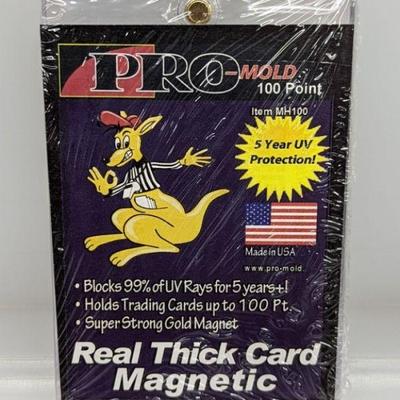 PRO-MOLD
100 Point
Item MH100
5 Year UV
Protection!
Made in USA
www.pro-mold.
• Blocks 99% of UV Rays for 5 years+!
• Holds Trading Cards up to 100 Pt.
• Super Strong Gold Magnet
Real Thick Card
Magnetic